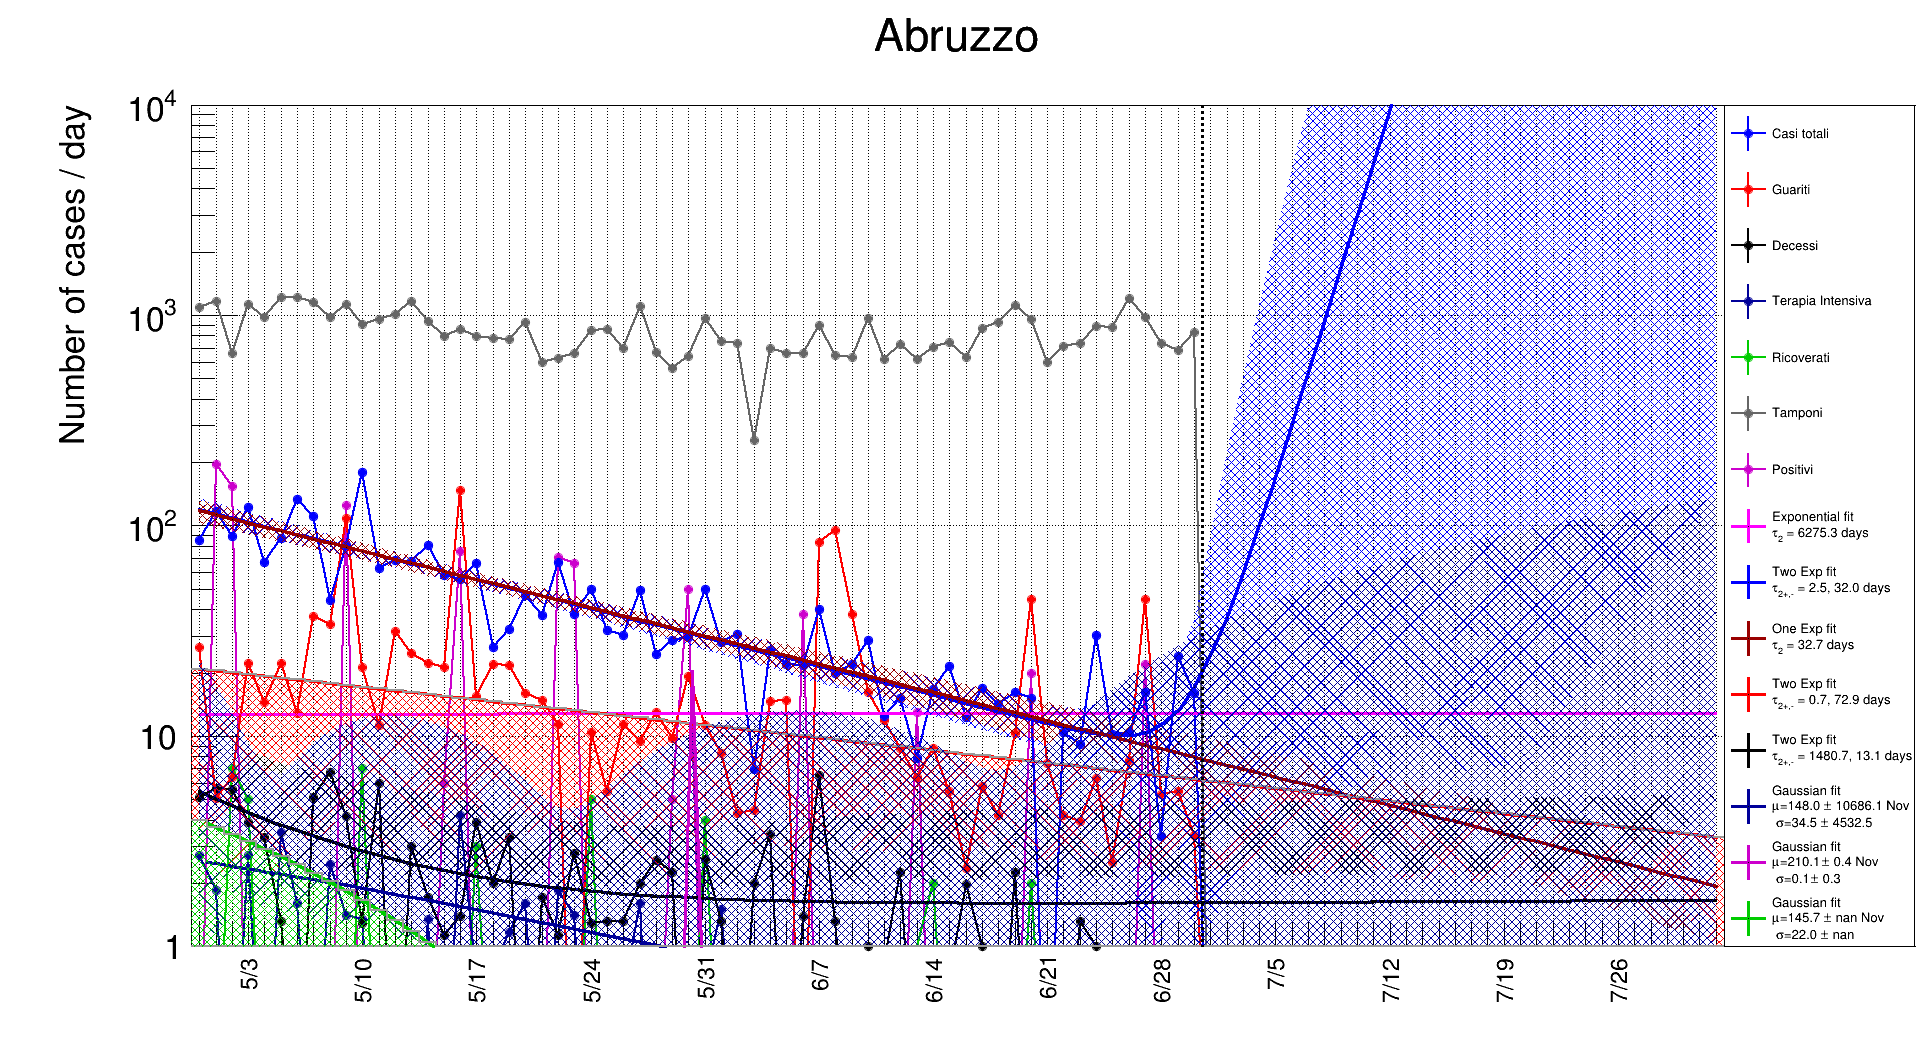 Abruzzo
Number of cases / day
10^4
10^3
10^2
10
1
5/3
5/10
5/17
5/24
5/31
6/7
6/14
6/21
6/28
7/5
7/12
7/19
7/26
Casi totali
Guariti
Decessi
Terapia Intensiva
Ricoverati
Tamponi
Positivi
Exponential fit
τ2 = 6275.3 days
Two Exp fit
τ2+,- = 2.5, 32.0 days
One Exp fit
τ2 = 32.7 days
Two Exp fit
τ2+,- = 0.7, 72.9 days
Two Exp fit
τ2+,- = 1480.7, 13.1 days
Gaussian fit
μ=148.0 ± 10686.1 Nov
σ=34.5 ± 4532.5
Gaussian fit
μ=210.1 ± 0.4 Nov
σ=0.1 ± 0.3
Gaussian fit
μ=145.7 ± nan Nov
σ=22.0 ± nan